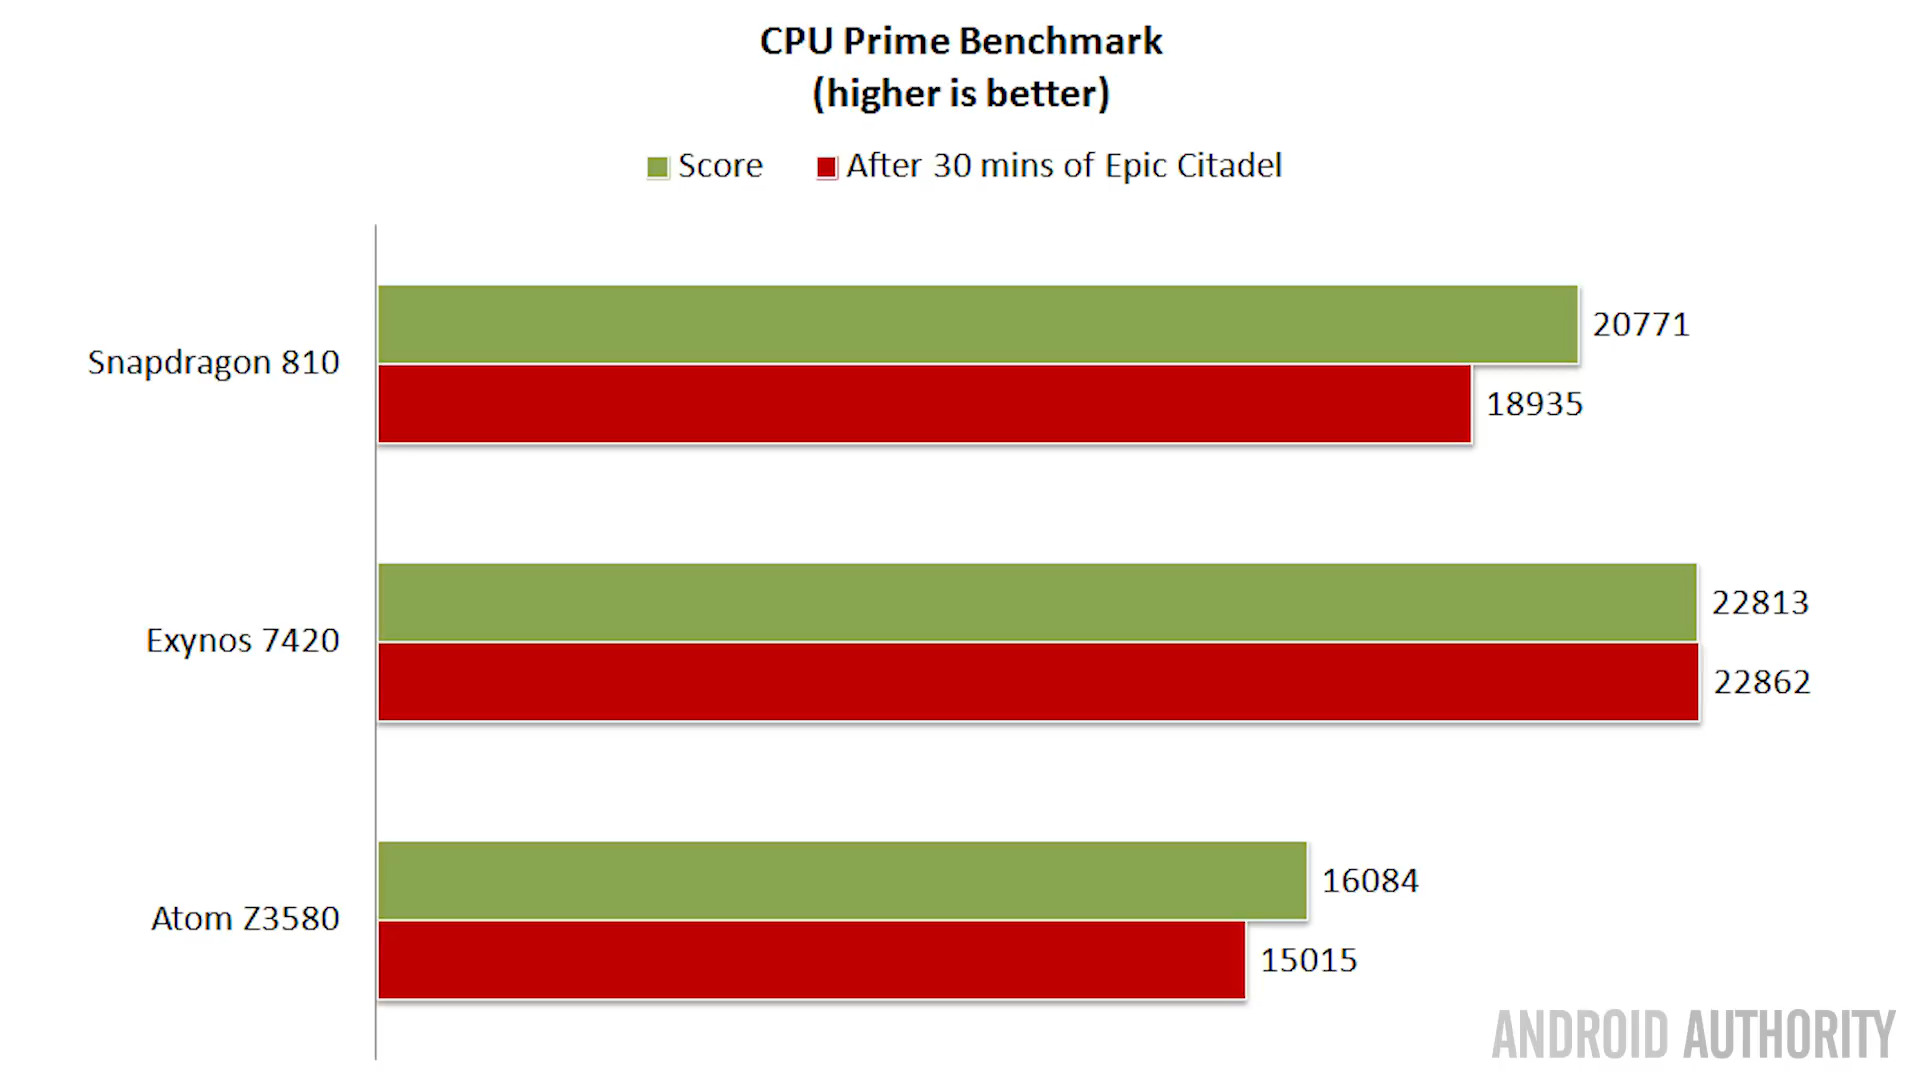 CPU Prime Benchmark
(higher is better)
Score
After 30 mins of Epic Citadel
Snapdragon 810
20771
18935
Exynos 7420
22813
22862
Atom Z3580
16084
15015
ANDROID AUTHORITY